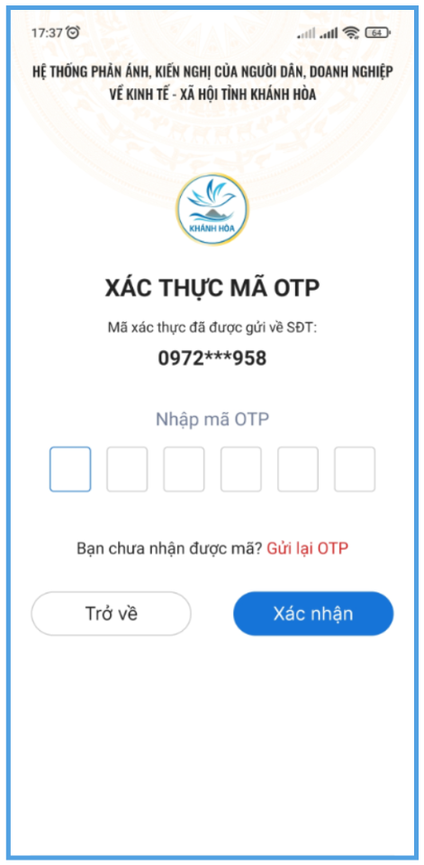 17:37
64
HỆ THỐNG PHẢN ÁNH, KIẾN NGHỊ CỦA NGƯỜI DÂN, DOANH NGHIỆP
VỀ KINH TẾ - XÃ HỘI TỈNH KHÁNH HÒA
KHÁNH HÒA
XÁC THỰC MÃ OTP
Mã xác thực đã được gửi về SĐT:
0972***958
Nhập mã OTP
Bạn chưa nhận được mã? Gửi lại OTP
Trở về Xác nhận